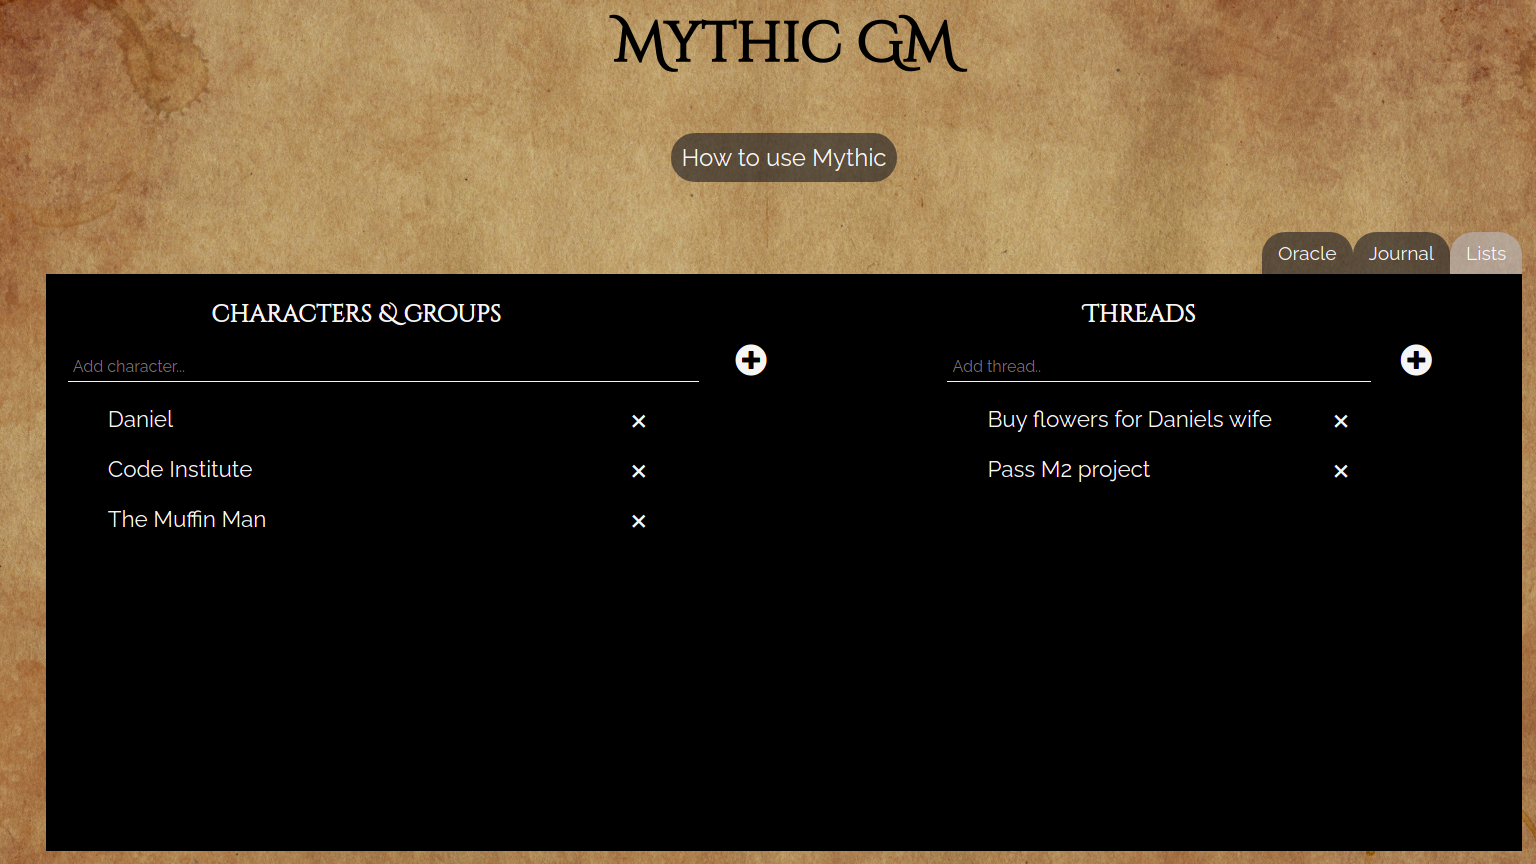 Mythic GM
How to use Mythic
Oracle
Journal
Lists
Characters & Groups
Add character...
Daniel
Code Institute
The Muffin Man
Threads
Add thread..
Buy flowers for Daniels wife
Pass M2 project